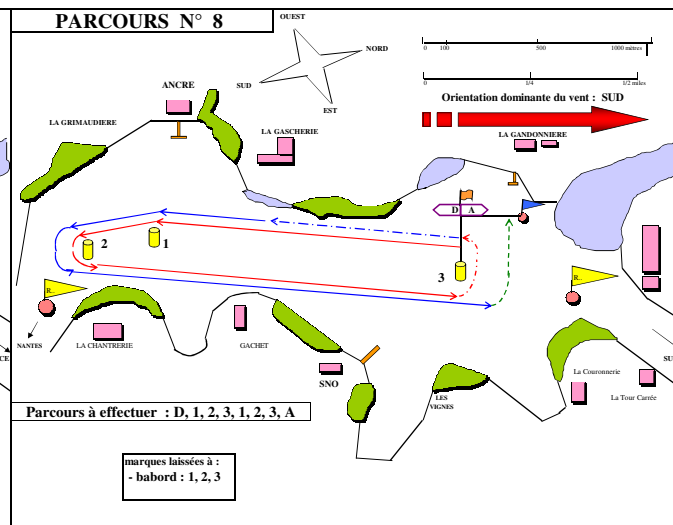 PARCOURS N° 8
OUEST
NORD
SUD
EST
0 100 500 1000 mètres
0 1/4 1/2 miles
Orientation dominante du vent : SUD
ANCRE
LA GRIMAUDIERE
LA GASCHERIE
LA GANDONNIERE
D A
2
1
3
R..
R..
NANTES
LA CHANTRERIE
GACHET
SNO
LES
VIGNES
La Couronnerie
La Tour Carrée
SU
CE
Parcours à effectuer : D, 1, 2, 3, 1, 2, 3, A
marques laissées à :
- babord : 1, 2, 3